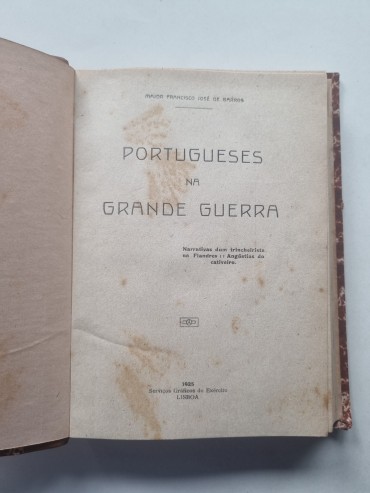 MAJOR FRANCISCO JOSÉ DE BARROS
PORTUGUESES
NA
GRANDE GUERRA
Narrativas dum trincheirista
na Flandres :: Angústias do
cativeiro.
1925
Serviços Gráficos do Exército
LISBOA